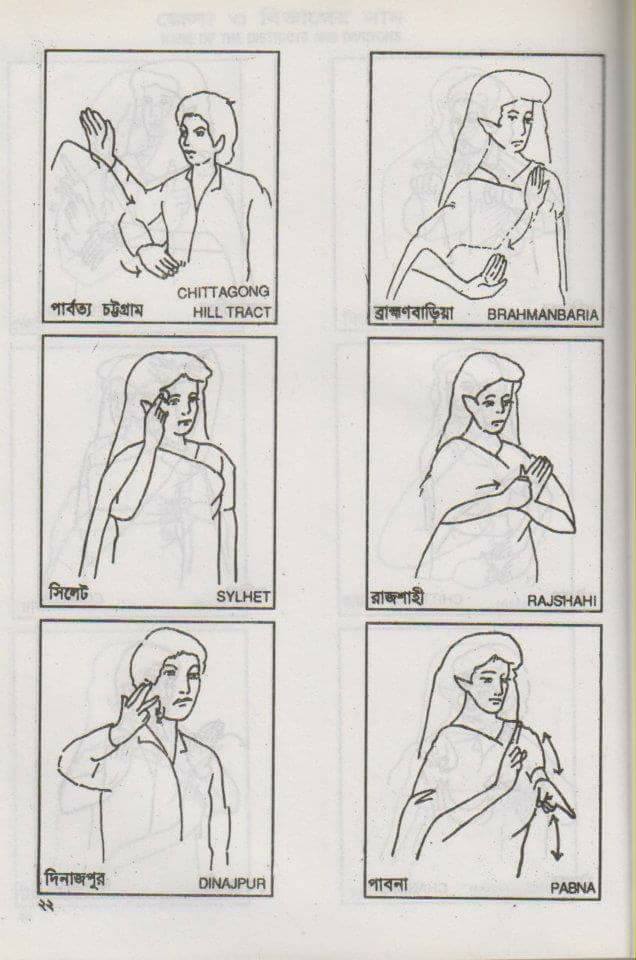 CHITTAGONG
পার্বত্য চট্টগ্রাম HILL TRACT
ব্রাহ্মণবাড়িয়া BRAHMANBARIA
সিলেট SYLHET
রাজশাহী RAJSHAHI
দিনাজপুর DINAJPUR
পাবনা PABNA
২২